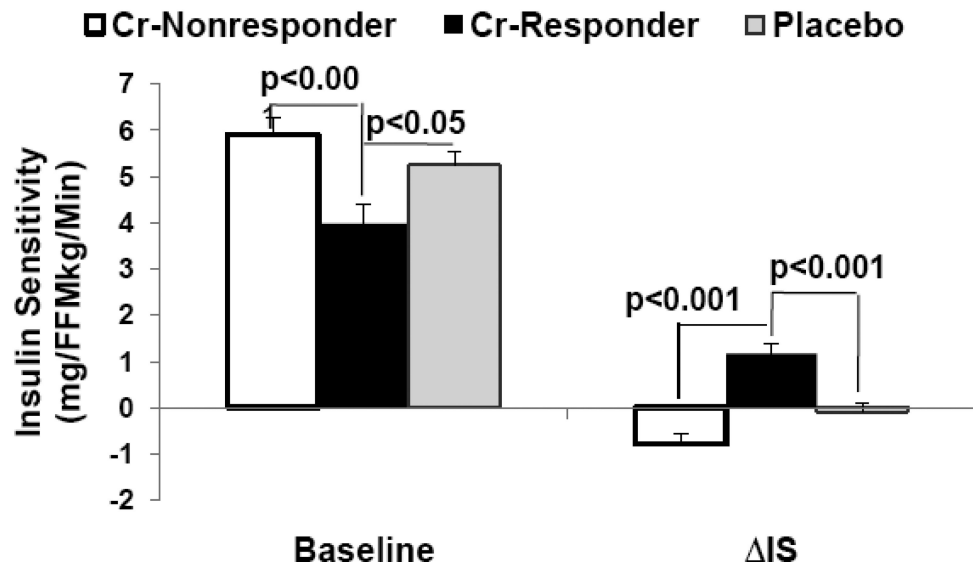 Cr-Nonresponder Cr-Responder Placebo
p<0.00
1
p<0.05
p<0.001
p<0.001
7
6
5
4
3
2
1
0
-1
-2
Insulin Sensitivity
(mg/FFMkg/Min)
Baseline ΔIS